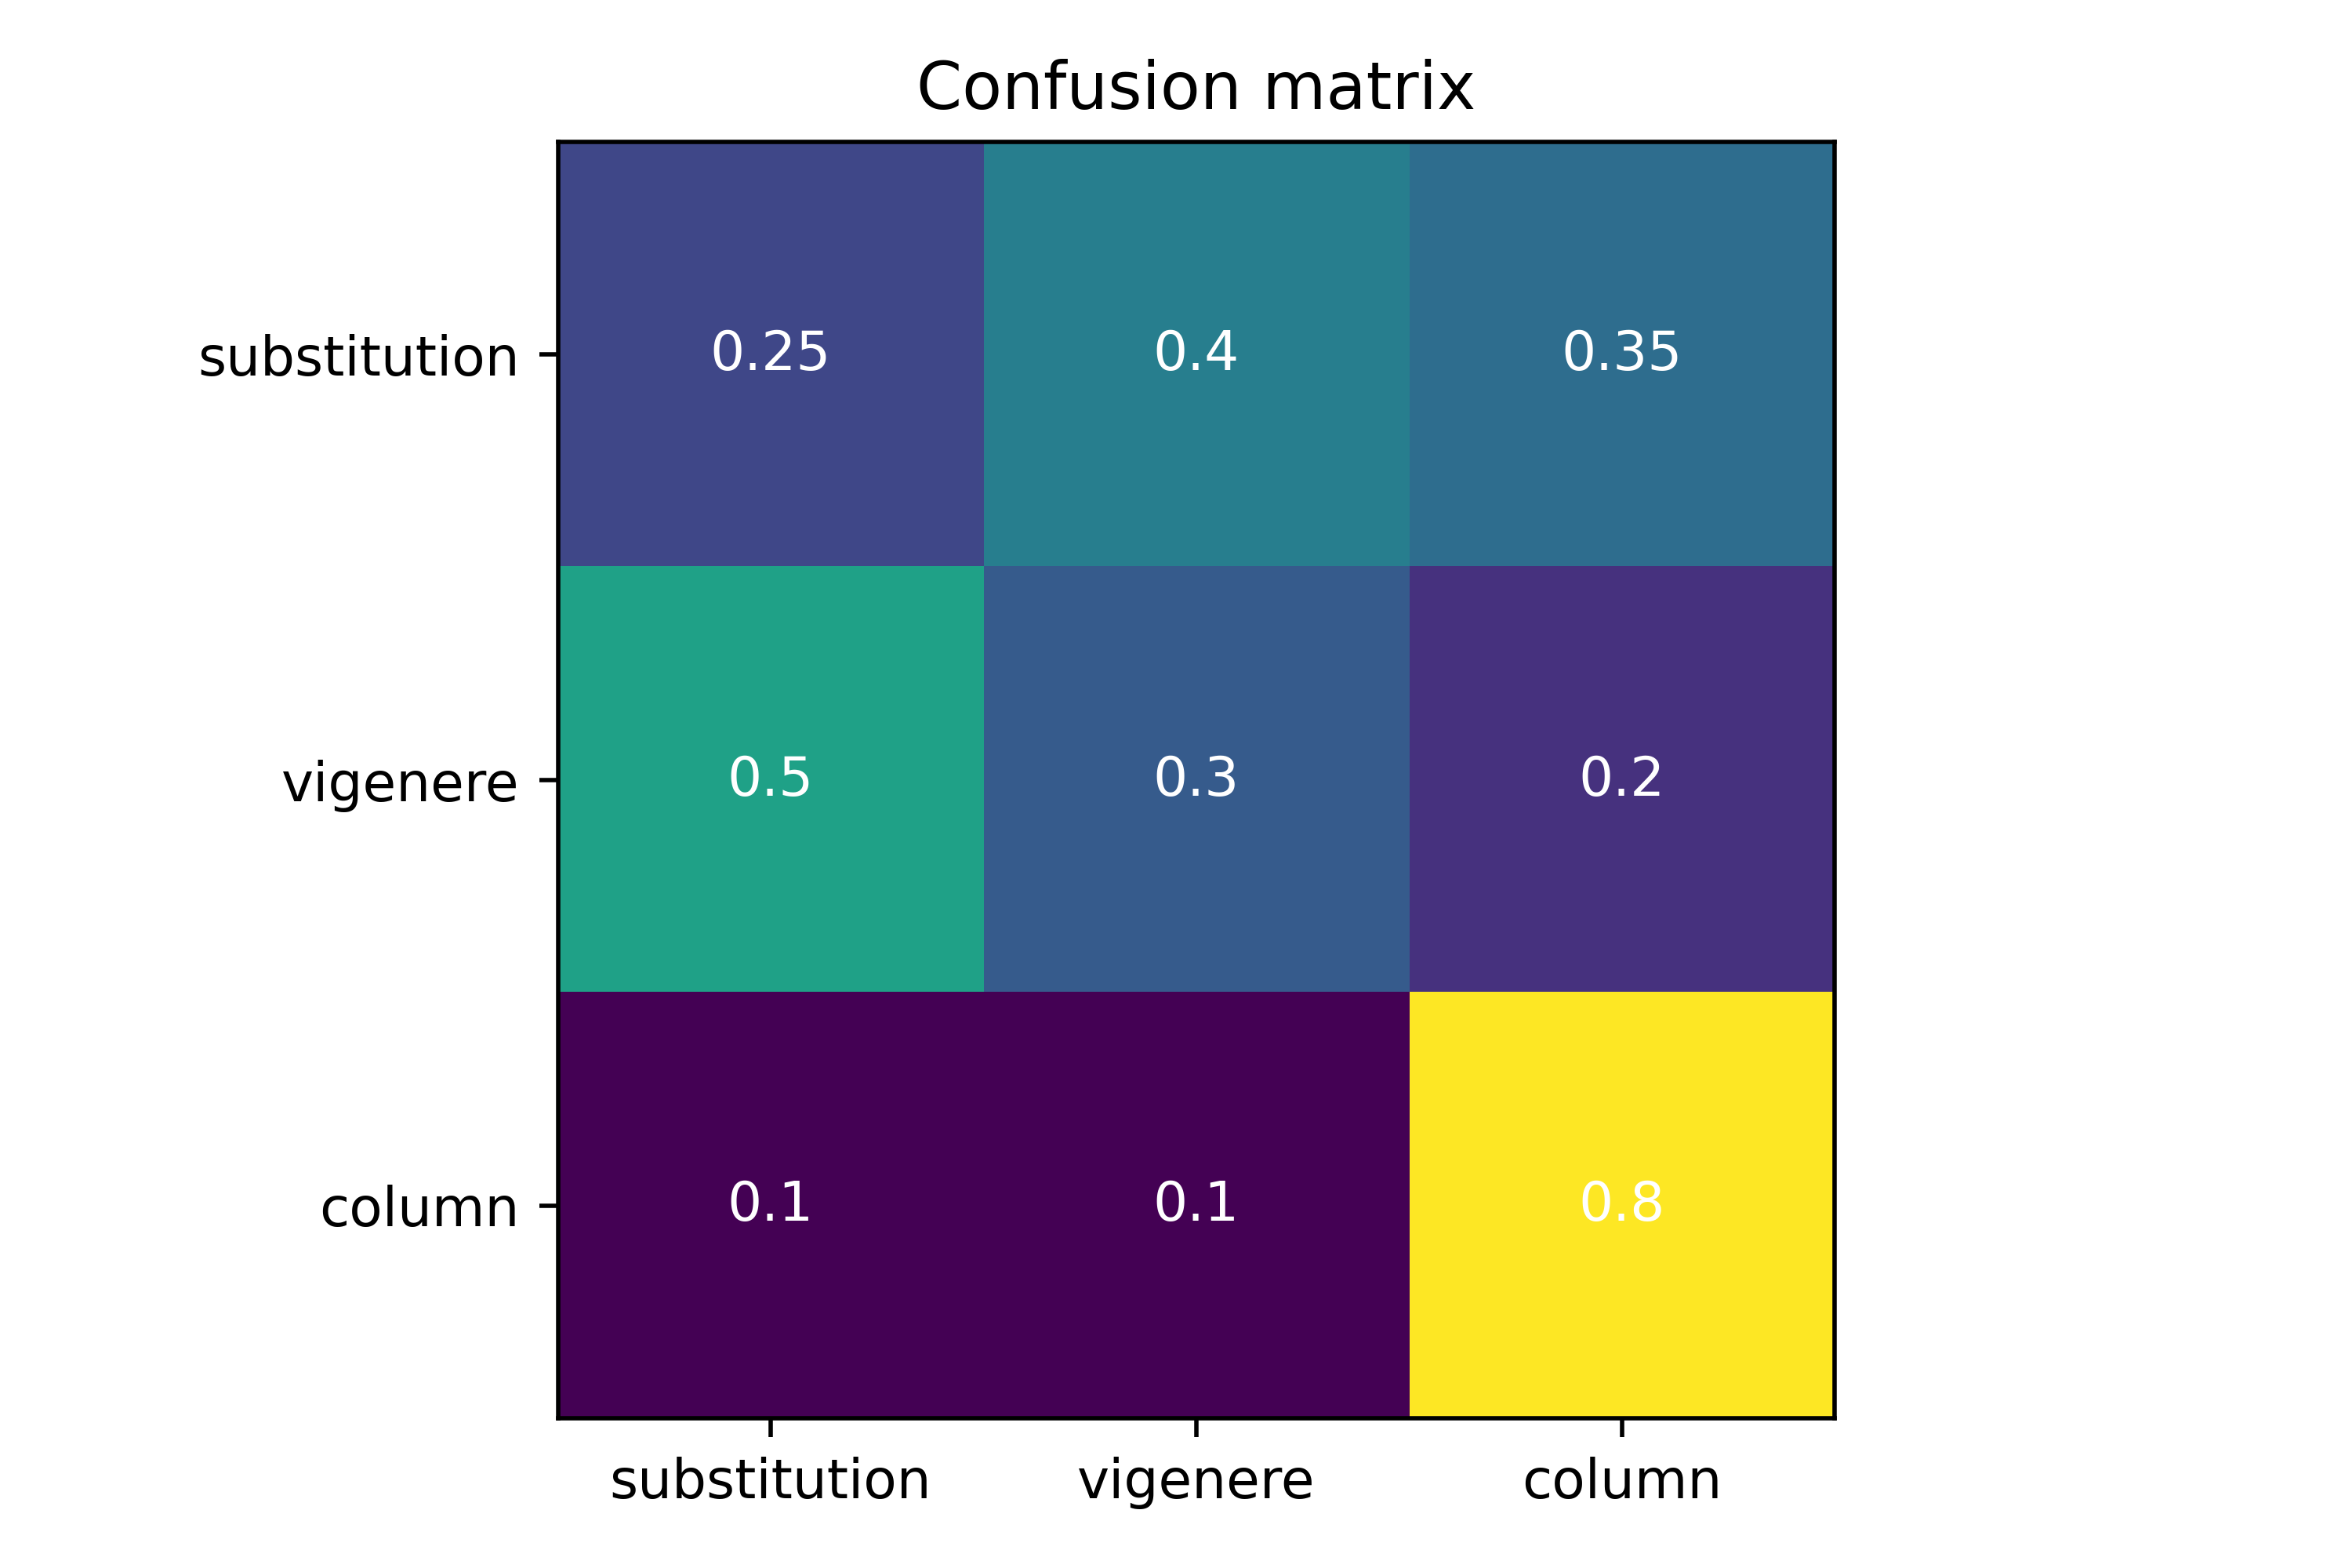 Confusion matrix
substitution 0.25 0.4 0.35
vigenere 0.5 0.3 0.2
column 0.1 0.1 0.8
substitution vigenere column